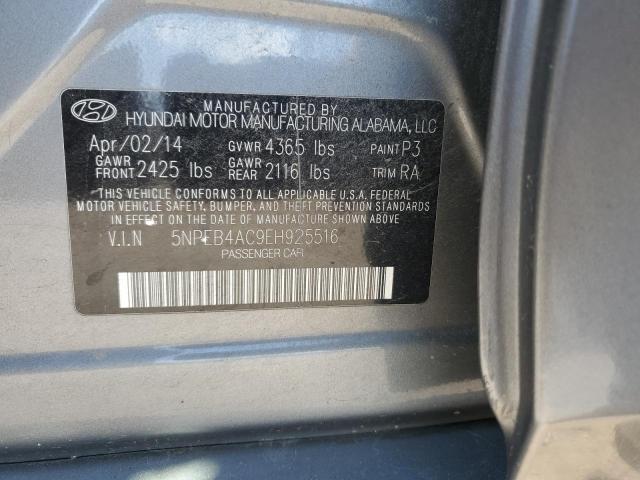 MANUFACTURED BY
HYUNDAI MOTOR MANUFACTURING ALABAMA, LLC
Apr/02/14 GVWR 4365 lbs PAINT P3
GAWR FRONT 2425 lbs GAWR REAR 2116 lbs TRIM RA
THIS VEHICLE CONFORMS TO ALL APPLICABLE U.S.A. FEDERAL
MOTOR VEHICLE SAFETY, BUMPER, AND THEFT PREVENTION
STANDARDS IN EFFECT ON THE DATE OF MANUFACTURE SHOWN ABOVE.
V.I.N 5NPEB4AC9EH925516
PASSENGER CAR